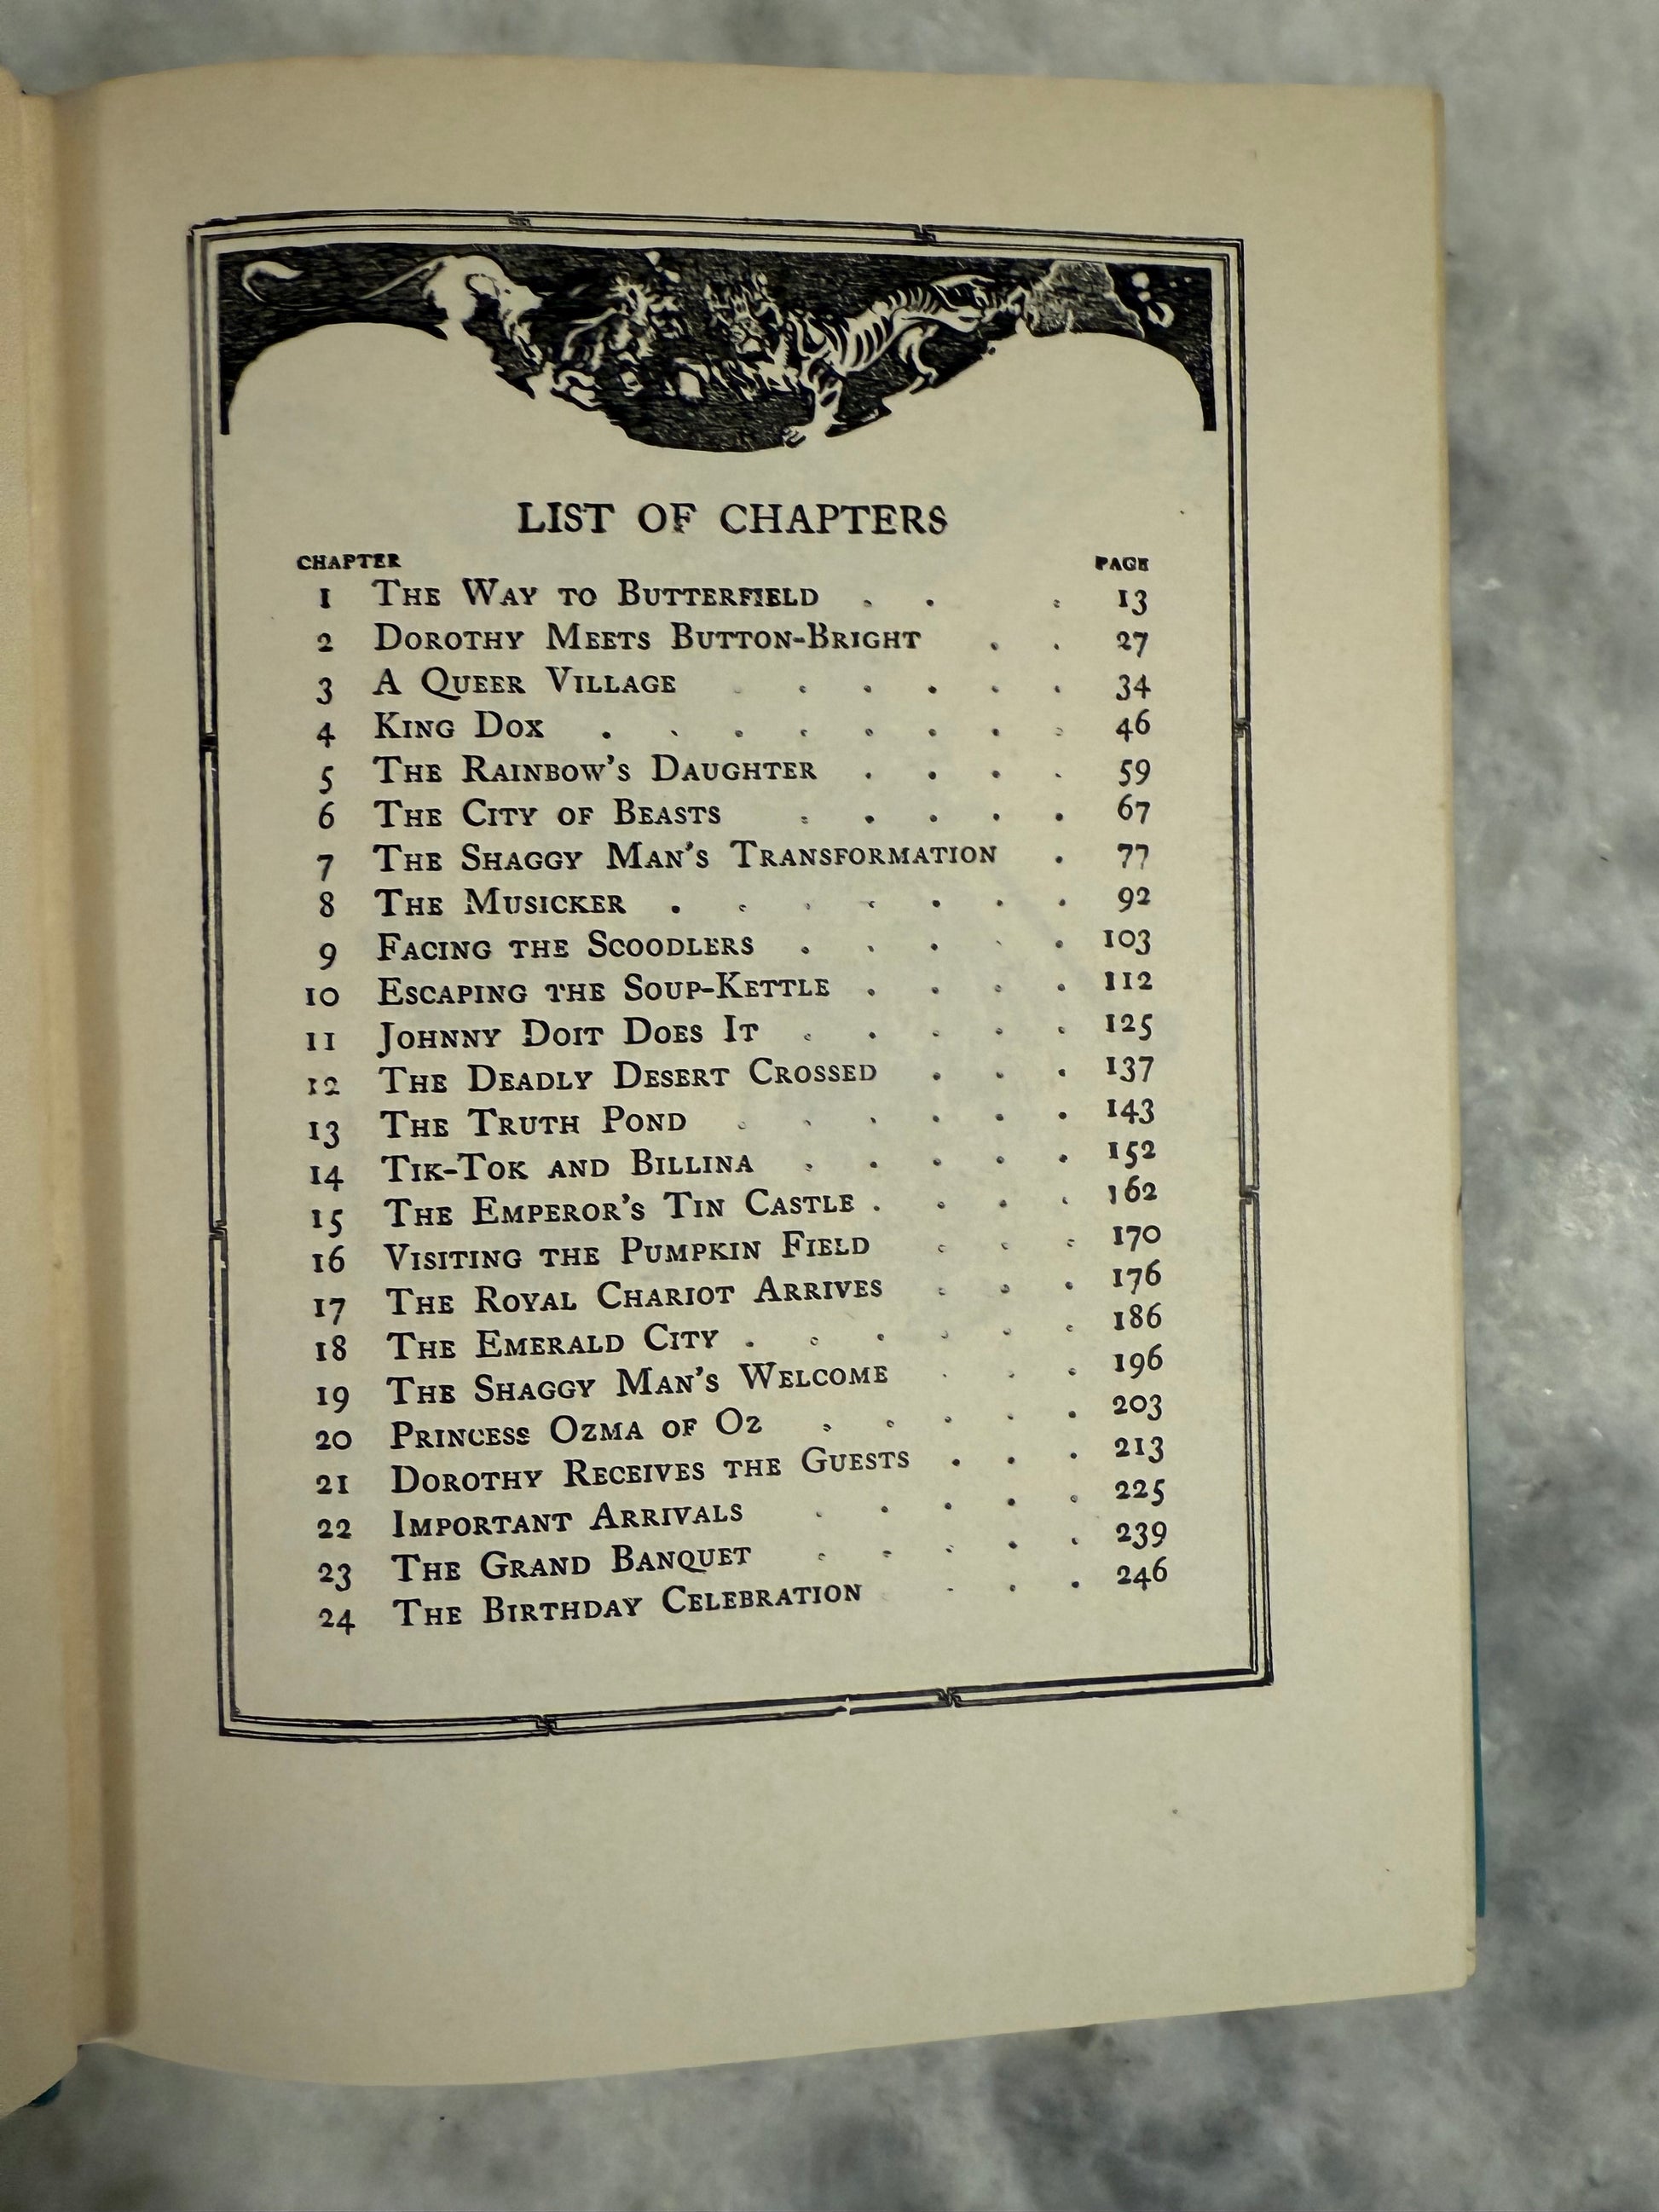 LIST OF CHAPTERS
CHAPTER PAGE
1 THE WAY TO BUTTERFIELD . . . 13
2 DOROTHY MEETS BUTTON-BRIGHT . . 27
3 A QUEER VILLAGE . . . . . . 34
4 KING DOX . . . . . . . . 46
5 THE RAINBOW'S DAUGHTER . . . . 59
6 THE CITY OF BEASTS . . . . . 67
7 THE SHAGGY MAN'S TRANSFORMATION . 77
8 THE MUSICKER . . . . . . . 92
9 FACING THE SCOODLERS . . . . . 103
10 ESCAPING THE SOUP-KETTLE . . . . 112
11 JOHNNY DOIT DOES IT . . . . . 125
12 THE DEADLY DESERT CROSSED . . . 137
13 THE TRUTH POND . . . . . . 143
14 TIK-TOK AND BILLINA . . . . . 152
15 THE EMPEROR'S TIN CASTLE . . . . 162
16 VISITING THE PUMPKIN FIELD . . . 170
17 THE ROYAL CHARIOT ARRIVES . . . 176
18 THE EMERALD CITY . . . . . . 186
19 THE SHAGGY MAN'S WELCOME . . . 196
20 PRINCESS OZMA OF OZ . . . . . 203
21 DOROTHY RECEIVES THE GUESTS . . . 213
22 IMPORTANT ARRIVALS . . . . . 225
23 THE GRAND BANQUET . . . . . 239
24 THE BIRTHDAY CELEBRATION . . . 246